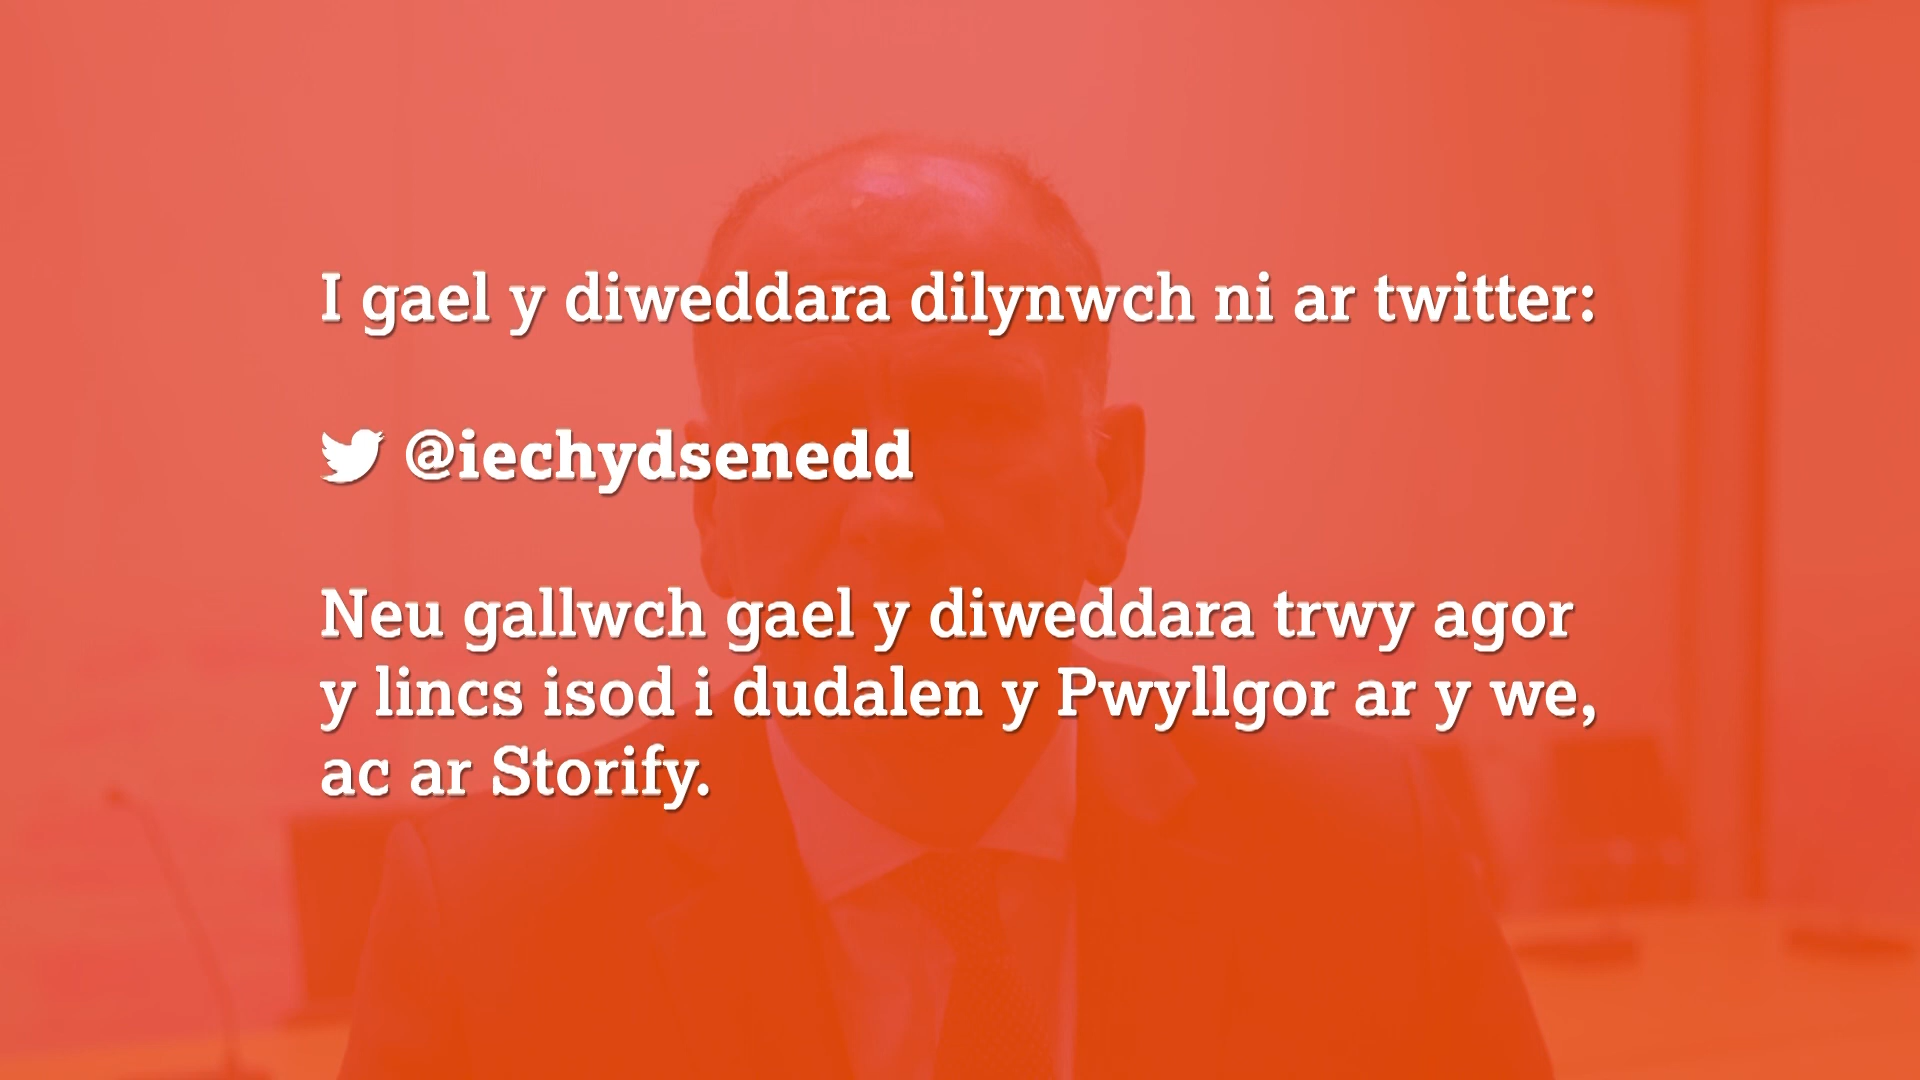 I gael y diweddara dilynwch ni ar twitter:
@iechydsenedd
Neu gallwch gael y diweddara trwy agor
y lincs isod i dudalen y Pwyllgor ar y we,
ac ar Storify.